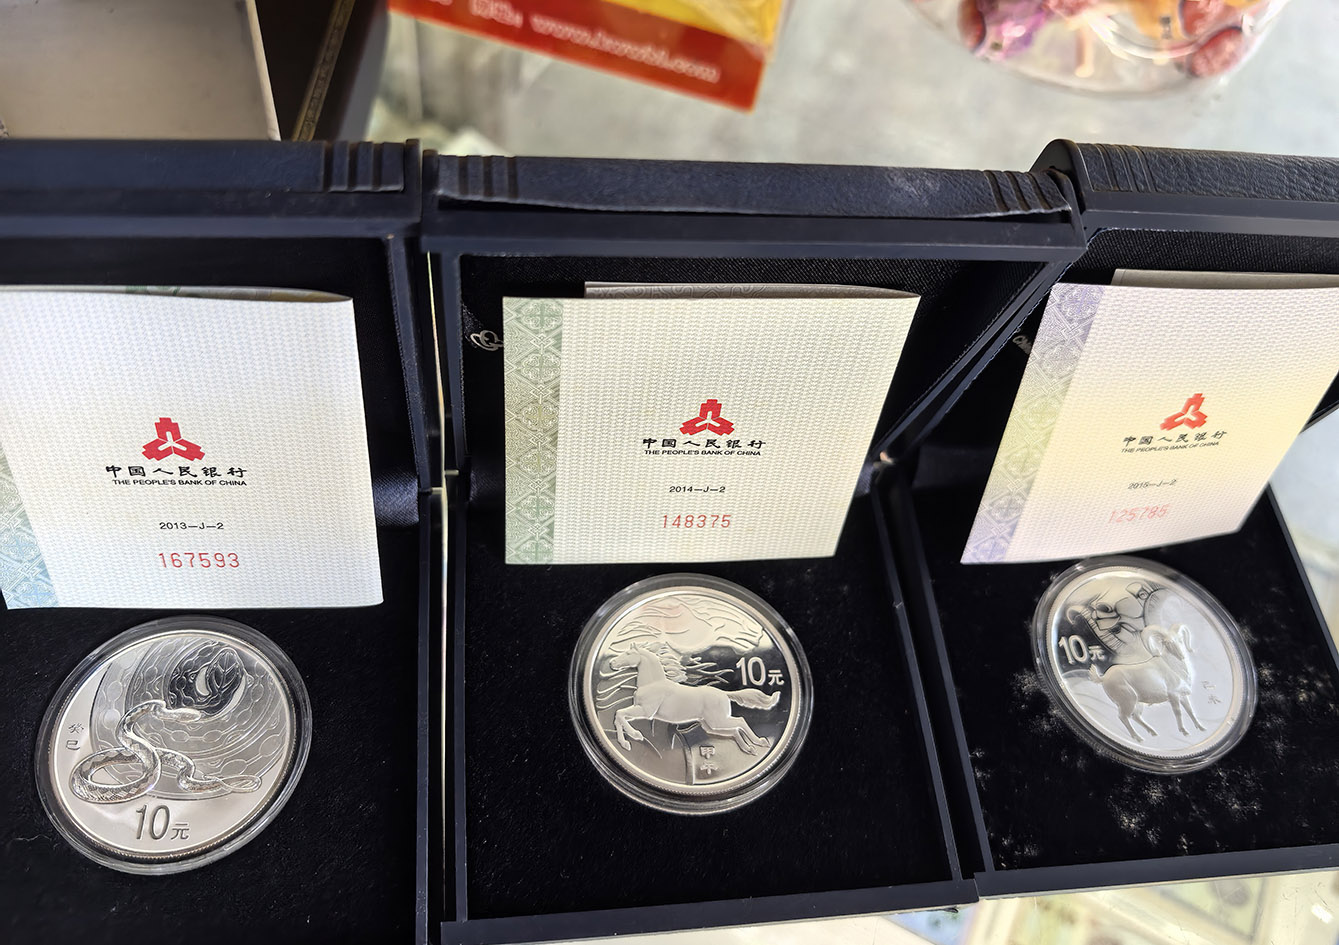 www.lxwsbl.com
中国人民银行
THE PEOPLE'S BANK OF CHINA
2013-J-2
167593
癸巳
10元
中国人民银行
THE PEOPLE'S BANK OF CHINA
2014-J-2
148375
10元
甲午
中国人民银行
THE PEOPLE'S BANK OF CHINA
2015-J-2
125785
10元
乙未